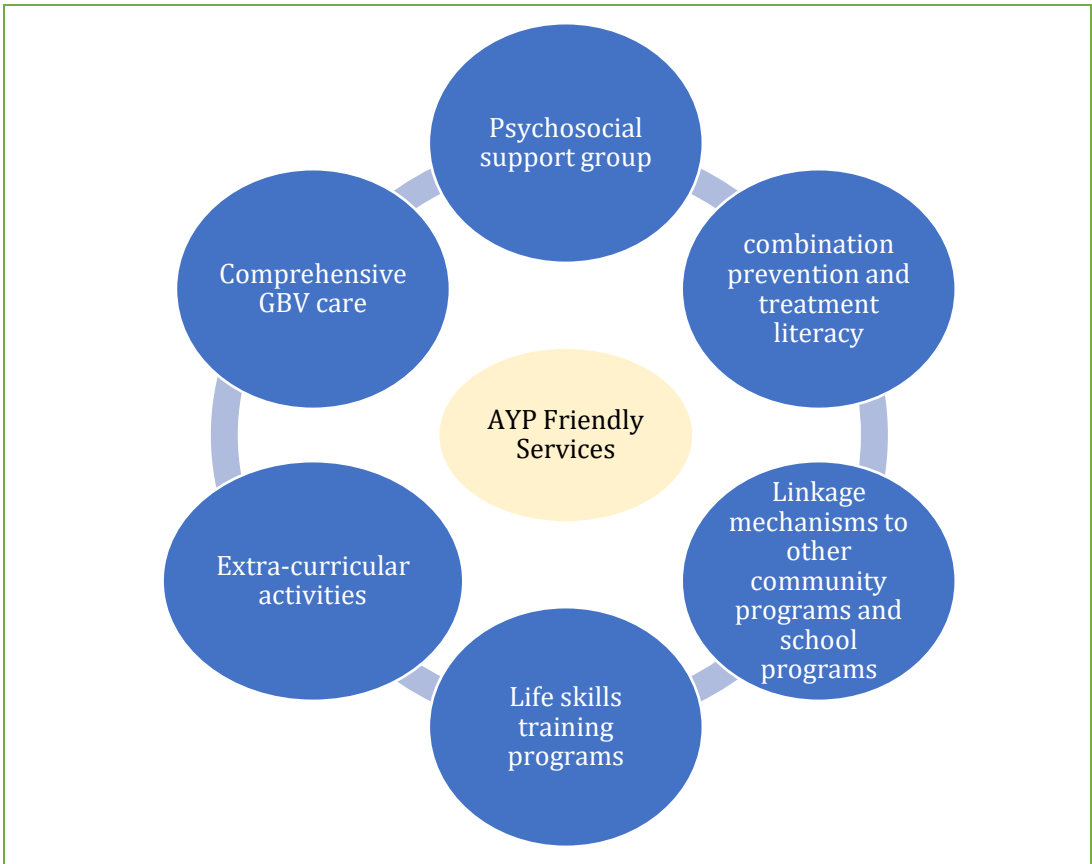 Psychosocial
support group
combination
prevention and
treatment
literacy
Linkage
mechanisms to
other
community
programs and
school
programs
Life skills
training
programs
Extra-curricular
activities
Comprehensive
GBV care
AYP Friendly
Services